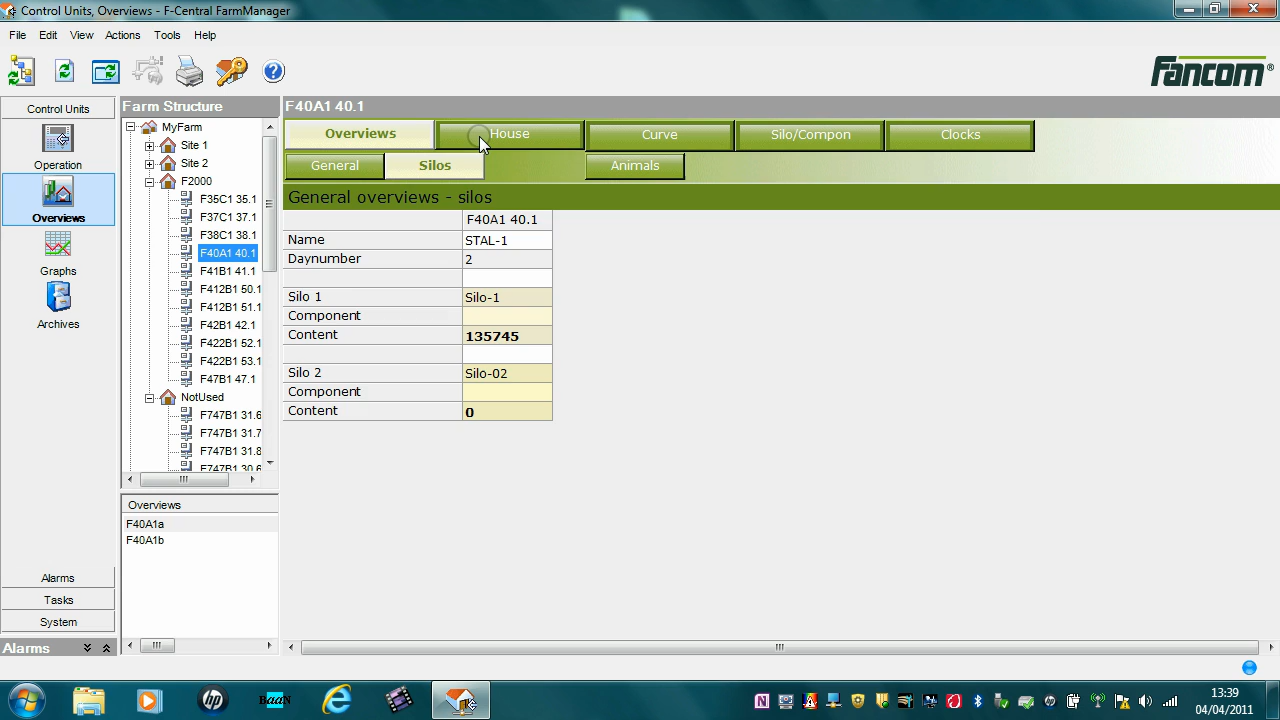 Control Units, Overviews - F-Central FarmManager
File Edit View Actions Tools Help
Fancom
Control Units
Operation
Overviews
Graphs
Archives
Alarms
Tasks
System
Alarms
Farm Structure
MyFarm
Site 1
Site 2
F2000
F35C1 35.1
F37C1 37.1
F38C1 38.1
F40A1 40.1
F41B1 41.1
F412B1 50.1
F412B1 51.1
F42B1 42.1
F422B1 52.1
F422B1 53.1
F47B1 47.1
NotUsed
F747B1 31.6
F747B1 31.7
F747B1 31.8
F747B1 30.6
Overviews
F40A1a
F40A1b
F40A1 40.1
Overviews House Curve Silo/Compon Clocks
General Silos Animals
General overviews - silos
F40A1 40.1
Name STAL-1
Daynumber 2
Silo 1 Silo-1
Component
Content 135745
Silo 2 Silo-02
Component
Content 0
hp
BaaN
13:39
04/04/2011